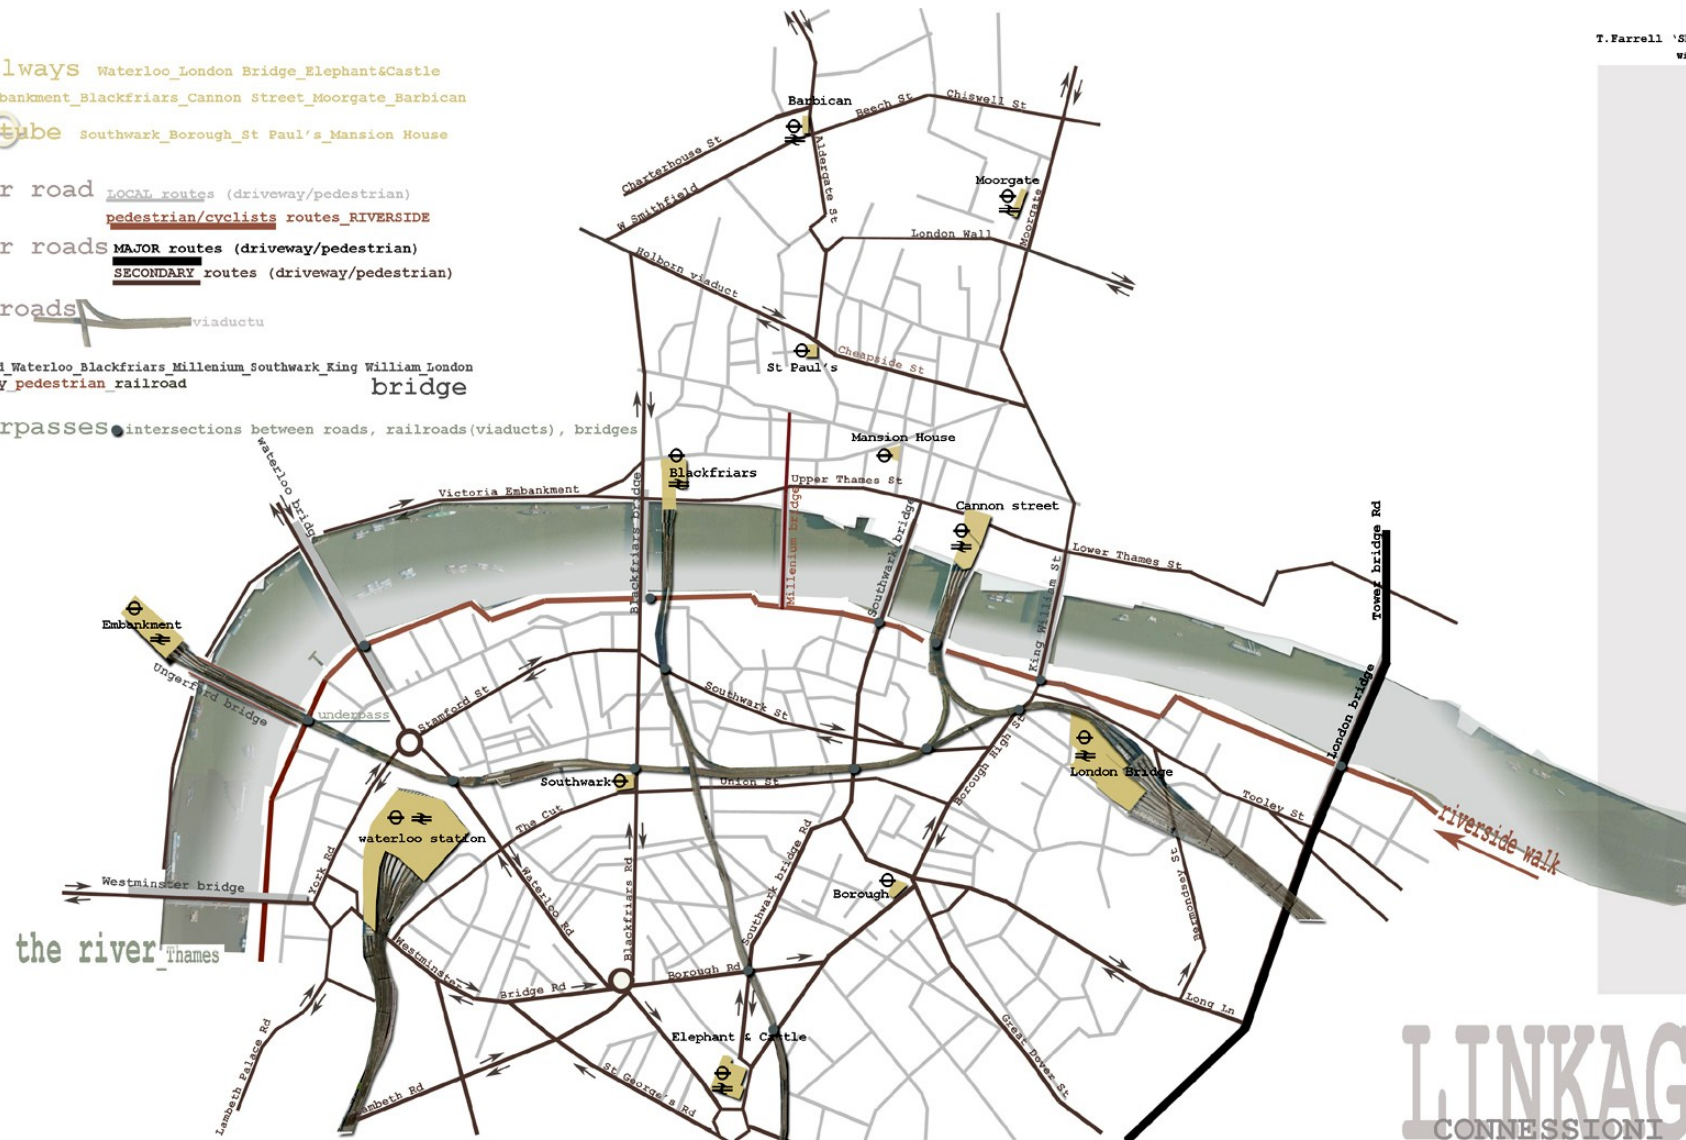 lways Waterloo_London Bridge_Elephant&Castle
bankment_Blackfriars_Cannon Street_Moorgate_Barbican
tube Southwark_Borough_St Paul's_Mansion House
r road LOCAL routes (driveway/pedestrian)
pedestrian/cyclists routes_RIVERSIDE
r roads MAJOR routes (driveway/pedestrian)
SECONDARY routes (driveway/pedestrian)
roads viaductu
d_Waterloo_Blackfriars_Millenium_Southwark_King William_London
y_pedestrian_railroad
bridge
rpasses intersections between roads, railroads(viaducts), bridges
T.Farrell 'S
wi
Barbican
Beech St
Chiswell St
Charterhouse St
Aldergate St
W Smithfield
Moorgate
Moorgate
London Wall
Holborn viaduct
Cheapside St
St Paul's
Mansion House
waterloo bridg
Blackfriars
Victoria Embankment
Upper Thames St
Cannon street
Blackfriars bridge
Millenium bridge
Southwark bridge
Lower Thames St
King William St
Tower bridge Rd
Embankment
T
Ungerford bridge
underpass
Stamford St
Southwark St
London bridge
Borough High St
Southwark
Union St
London Bridge
The Cut
Tooley St
waterloo station
riverside walk
York Rd
Westminster bridge
Waterloo Rd
Blackfriars Rd
Southwark bridge Rd
Borough
Bermondsey St
the river_Thames
Westminster
Bridge Rd
Borough Rd
Long Ln
Elephant & Castle
Great Dover St
St George's Rd
Lambeth Palace Rd
ambeth Rd
LINKAG
CONNESSIONI